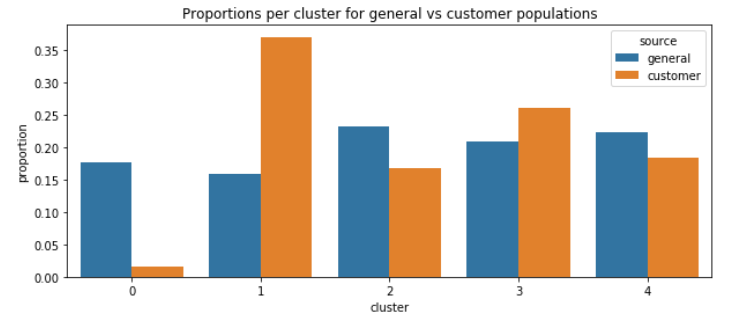 Proportions per cluster for general vs customer populations
source
general
customer
proportion
0.35
0.30
0.25
0.20
0.15
0.10
0.05
0.00
0 1 2 3 4
cluster